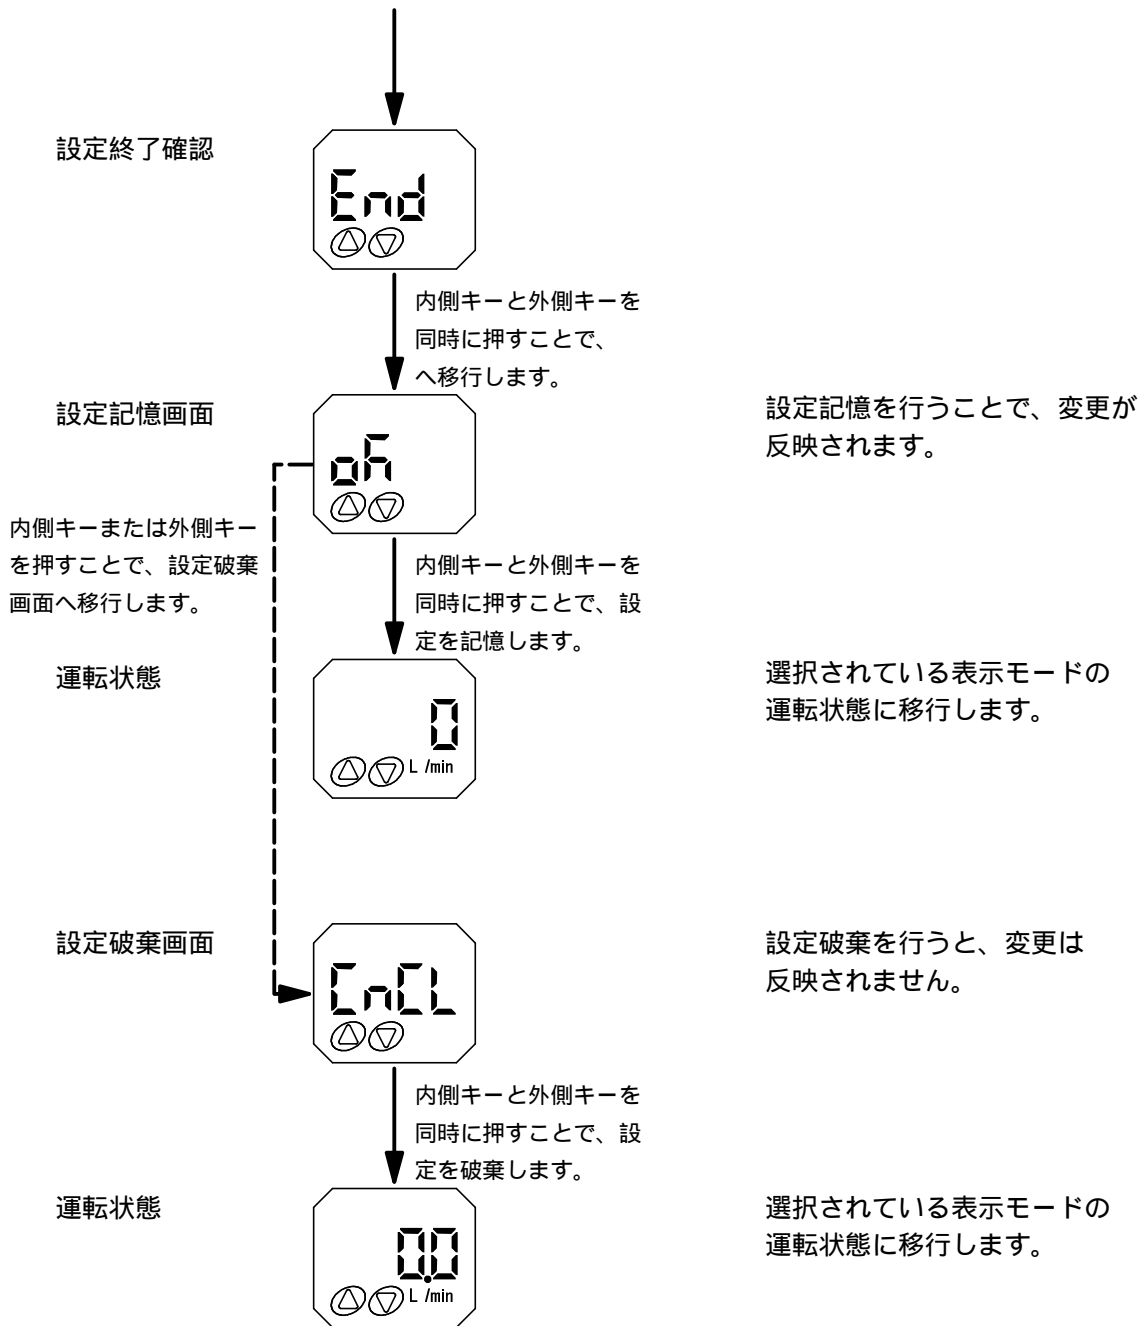 設定終了確認
End
内側キーと外側キーを
同時に押すことで、
へ移行します。
設定記憶画面
oK
設定記憶を行うことで、変更が
反映されます。
内側キーまたは外側キー
を押すことで、設定破棄
画面へ移行します。
内側キーと外側キーを
同時に押すことで、設
定を記憶します。
運転状態
0
L /min
選択されている表示モードの
運転状態に移行します。
設定破棄画面
CnCL
設定破棄を行うと、変更は
反映されません。
内側キーと外側キーを
同時に押すことで、設
定を破棄します。
運転状態
0.0
L /min
選択されている表示モードの
運転状態に移行します。